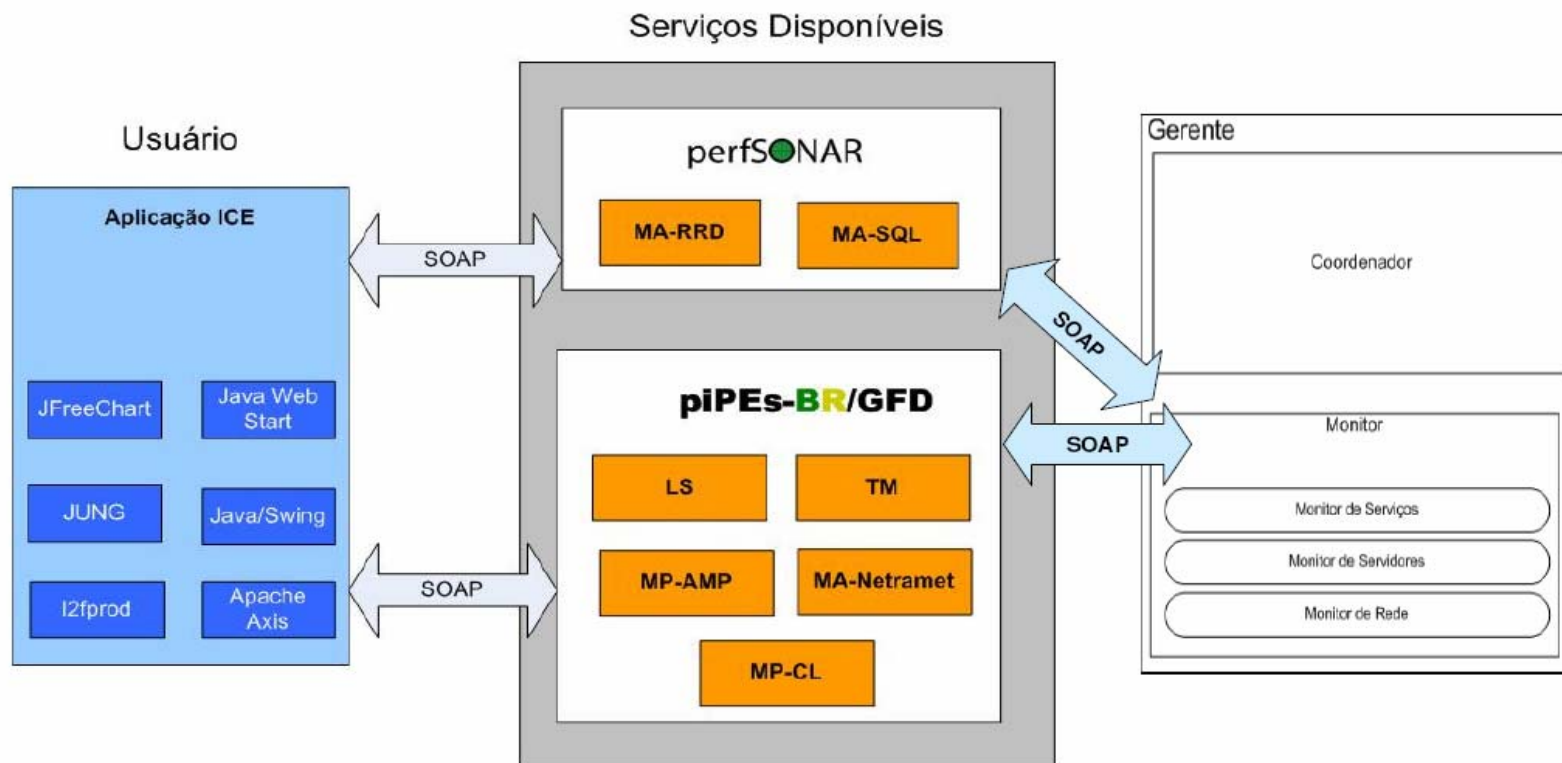 Serviços Disponíveis
Usuário
Aplicação ICE
JFreeChart
Java Web
Start
JUNG
Java/Swing
l2fprod
Apache
Axis
SOAP
SOAP
perfSONAR
MA-RRD
MA-SQL
piPEs-BR/GFD
LS
TM
MP-AMP
MA-Netramet
MP-CL
SOAP
SOAP
Gerente
Coordenador
Monitor
Monitor de Serviços
Monitor de Servidores
Monitor de Rede